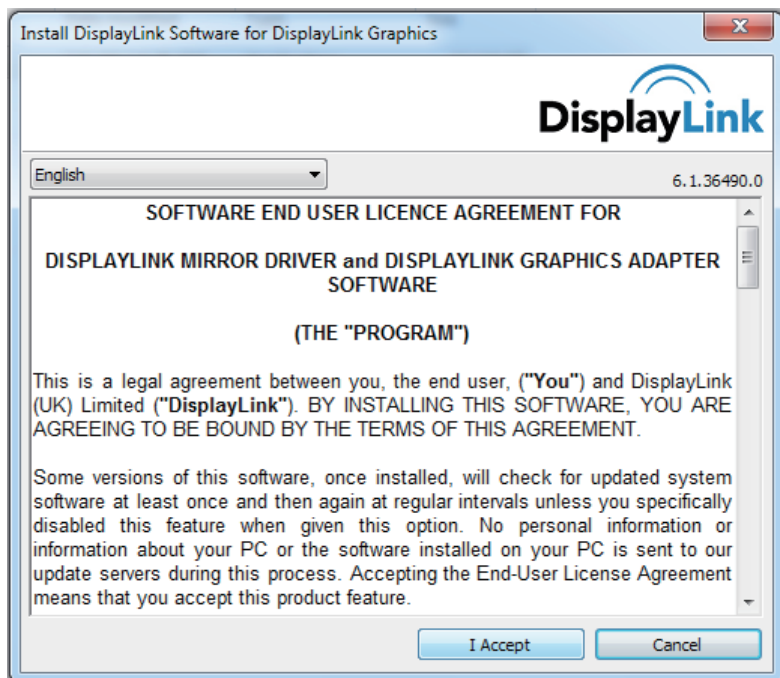 Install DisplayLink Software for DisplayLink Graphics
DisplayLink
English
6.1.36490.0
SOFTWARE END USER LICENCE AGREEMENT FOR
DISPLAYLINK MIRROR DRIVER and DISPLAYLINK GRAPHICS ADAPTER
SOFTWARE
(THE "PROGRAM")
This is a legal agreement between you, the end user, ("You") and DisplayLink
(UK) Limited ("DisplayLink"). BY INSTALLING THIS SOFTWARE, YOU ARE
AGREEING TO BE BOUND BY THE TERMS OF THIS AGREEMENT.
Some versions of this software, once installed, will check for updated system
software at least once and then again at regular intervals unless you specifically
disabled this feature when given this option. No personal information or
information about your PC or the software installed on your PC is sent to our
update servers during this process. Accepting the End-User License Agreement
means that you accept this product feature.
I Accept
Cancel